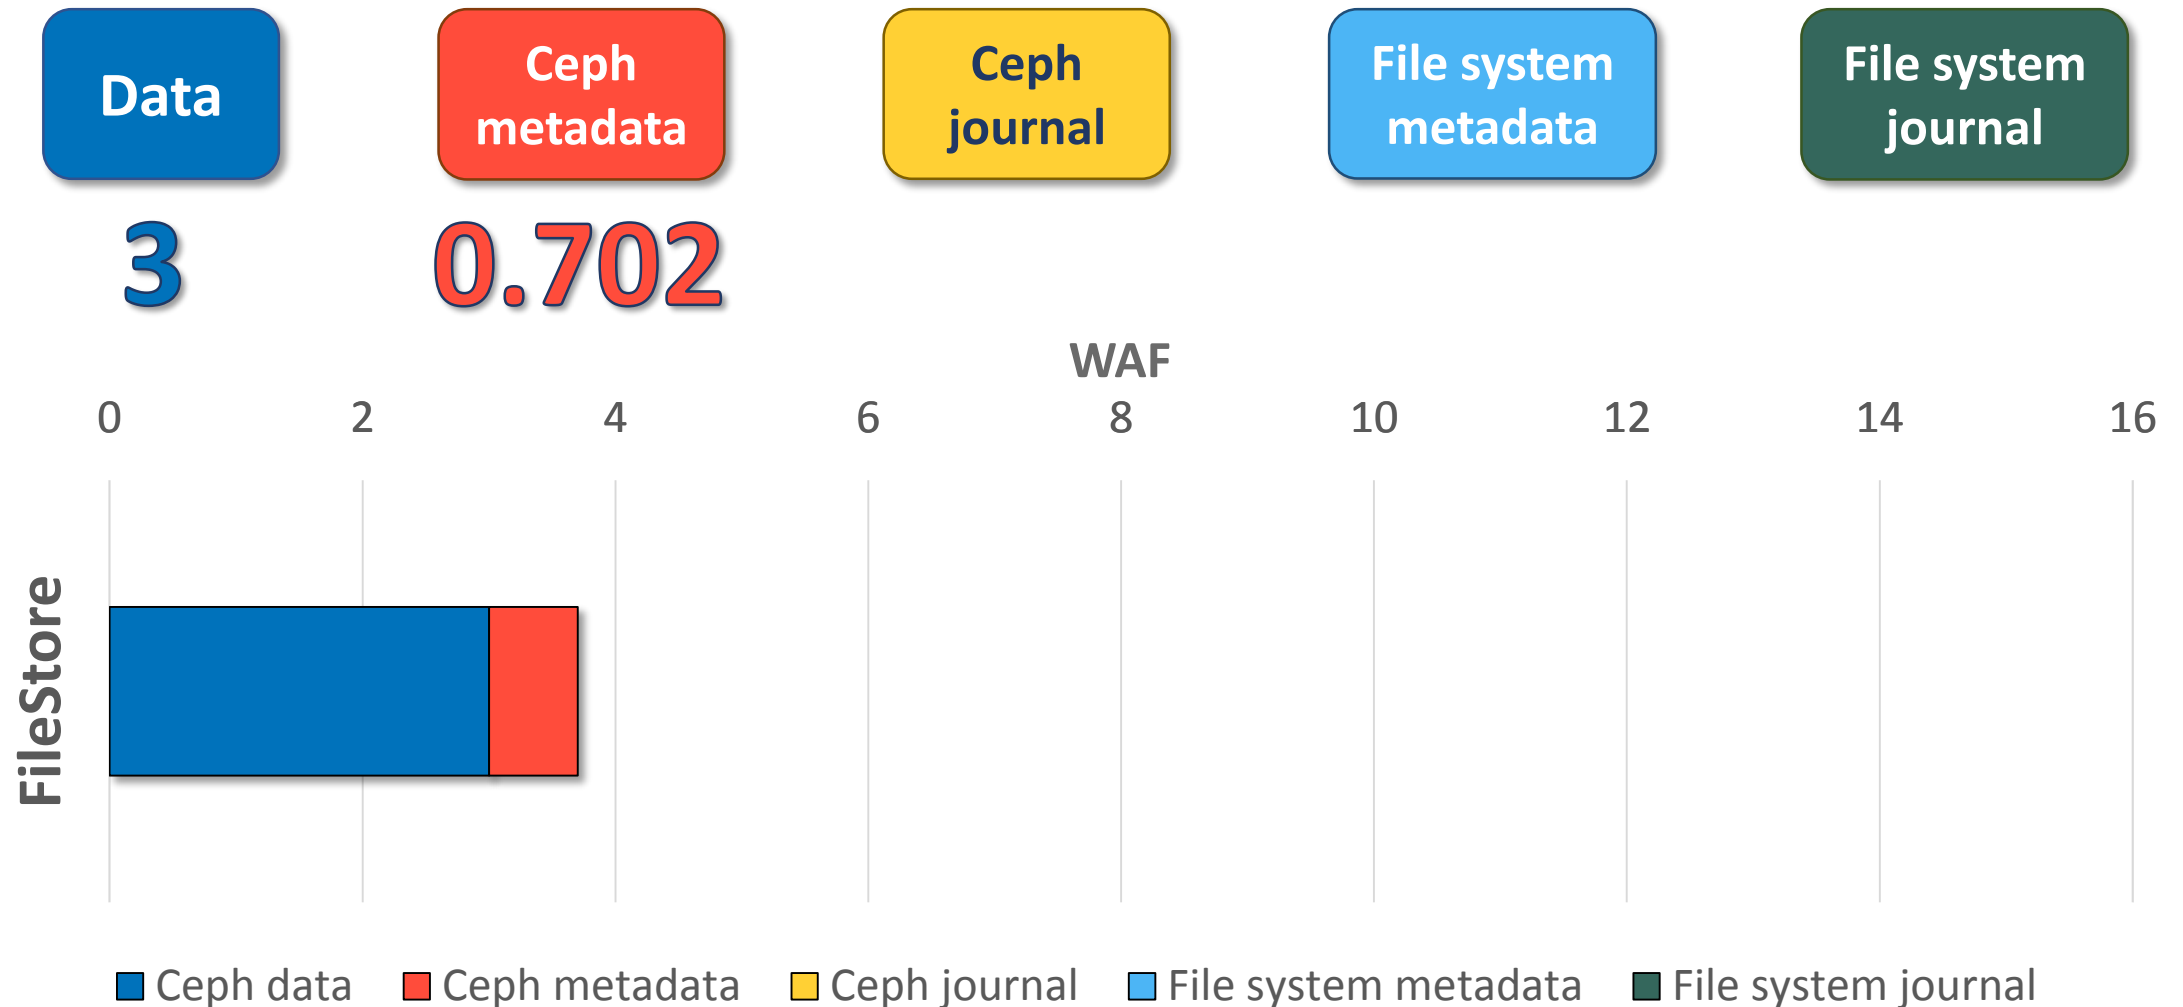 Data
Ceph
metadata
Ceph
journal
File system
metadata
File system
journal
3
0.702
WAF
0 2 4 6 8 10 12 14 16
FileStore
Ceph data Ceph metadata Ceph journal File system metadata File system journal